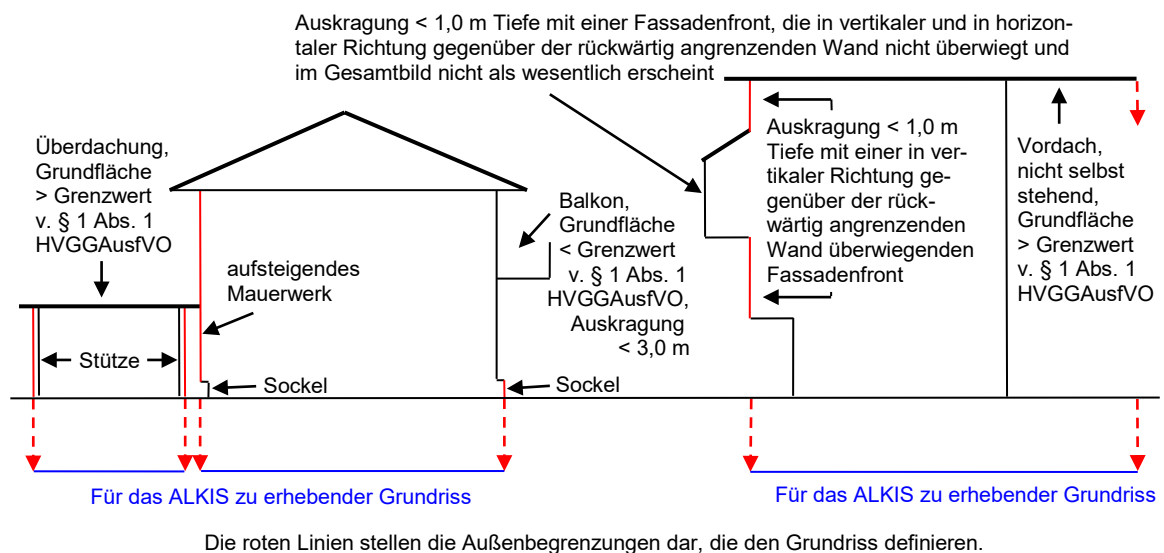 Auskragung < 1,0 m Tiefe mit einer Fassadenfront, die in vertikaler und in horizon-
taler Richtung gegenüber der rückwärtig angrenzenden Wand nicht überwiegt und
im Gesamtbild nicht als wesentlich erscheint
Überdachung,
Grundfläche
> Grenzwert
v. § 1 Abs. 1
HVGGAusfVO
aufsteigendes
Mauerwerk
Stütze
Sockel
Balkon,
Grundfläche
< Grenzwert
v. § 1 Abs. 1
HVGGAusfVO,
Auskragung
< 3,0 m
Sockel
Auskragung < 1,0 m
Tiefe mit einer in ver-
tikaler Richtung ge-
genüber der rück-
wärtig angrenzenden
Wand überwiegenden
Fassadenfront
Vordach,
nicht selbst
stehend,
Grundfläche
> Grenzwert
v. § 1 Abs. 1
HVGGAusfVO
Für das ALKIS zu erhebender Grundriss
Für das ALKIS zu erhebender Grundriss
Die roten Linien stellen die Außenbegrenzungen dar, die den Grundriss definieren.